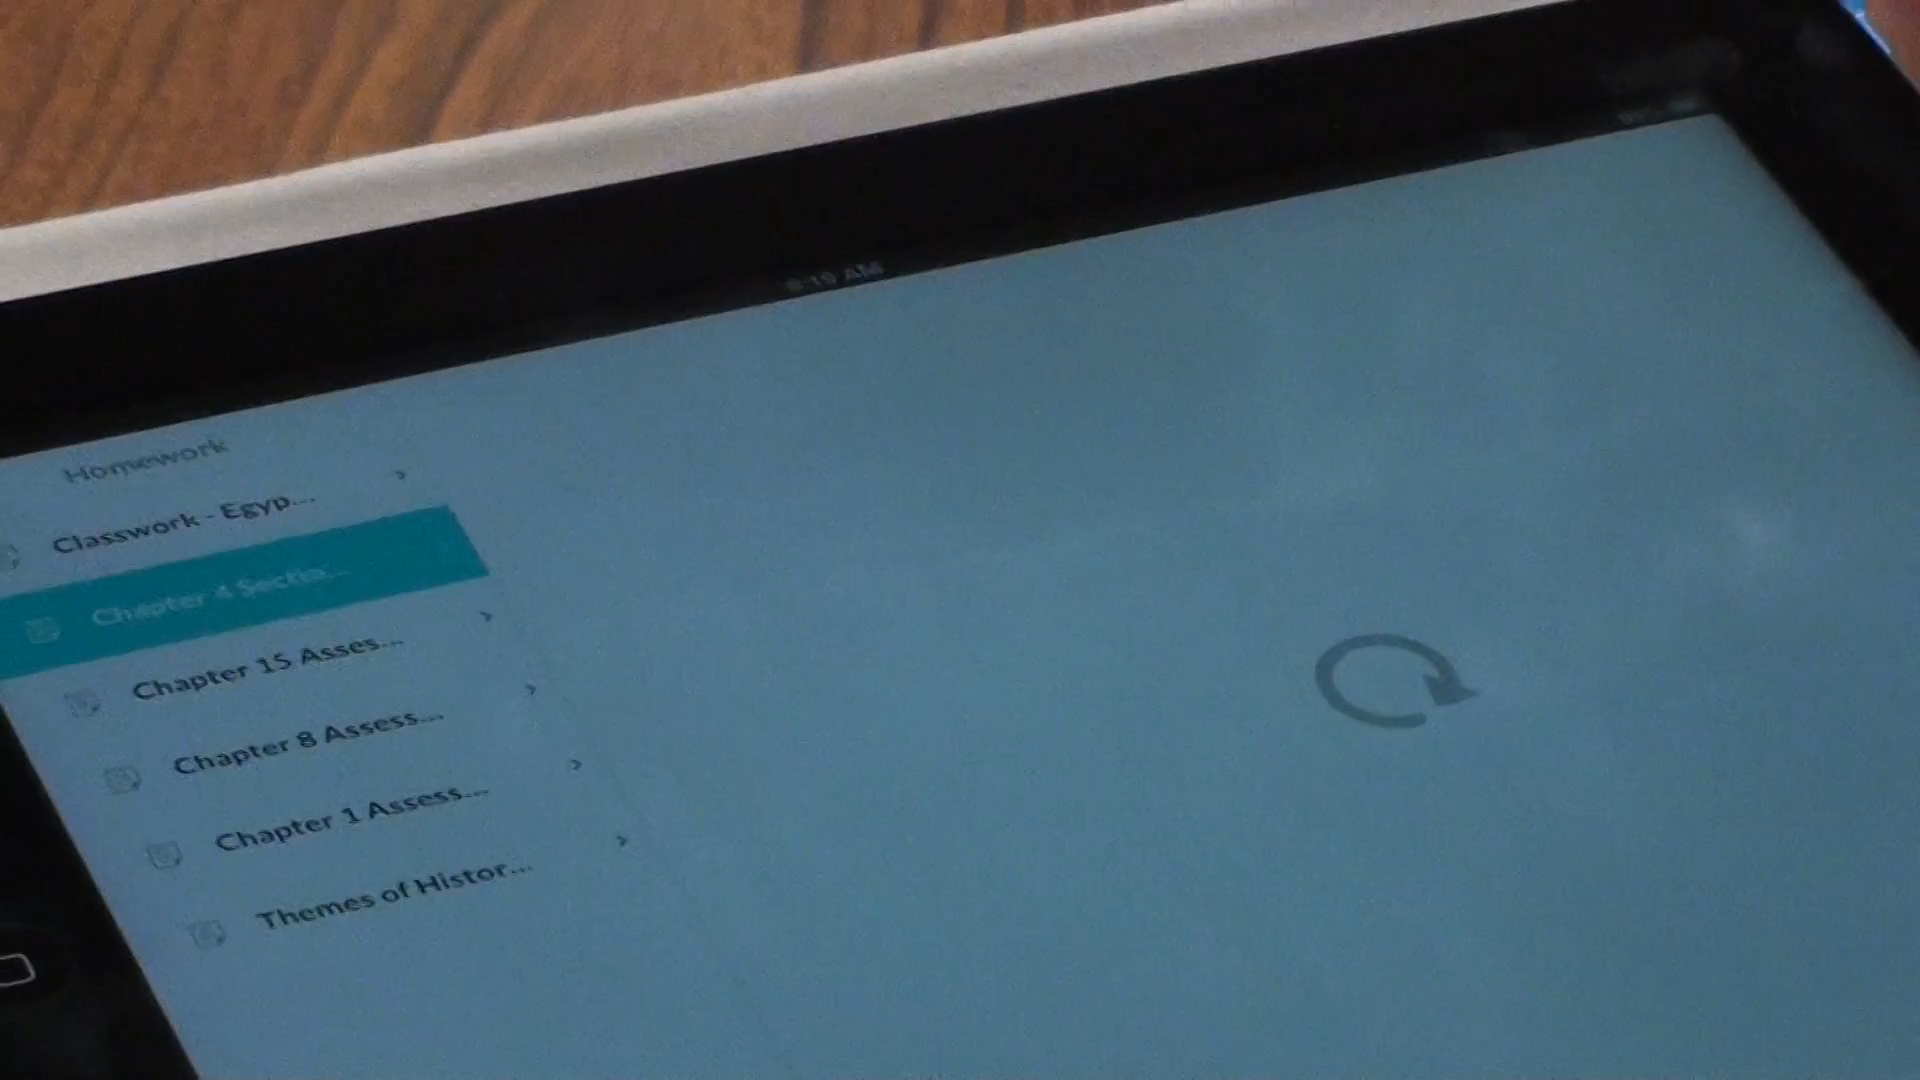 Homework
Classwork - Egyp...
Chapter 4 Sectio...
Chapter 15 Asses...
Chapter 8 Assess...
Chapter 1 Assess...
Themes of Histor...